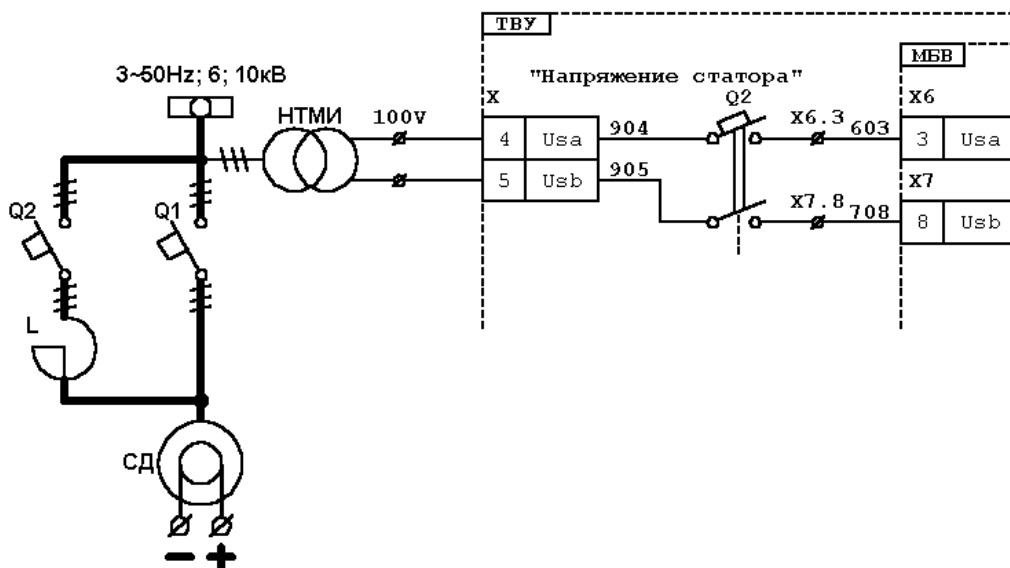 ТВУ
МБВ
3~50Hz; 6; 10кВ
"Напряжение статора"
НТМИ
100V
X
Q2
X6.3
X6
4 Usa
904
603
3 Usa
5 Usb
905
X7
Q2
Q1
X7.8
708
8 Usb
L
СД
− +